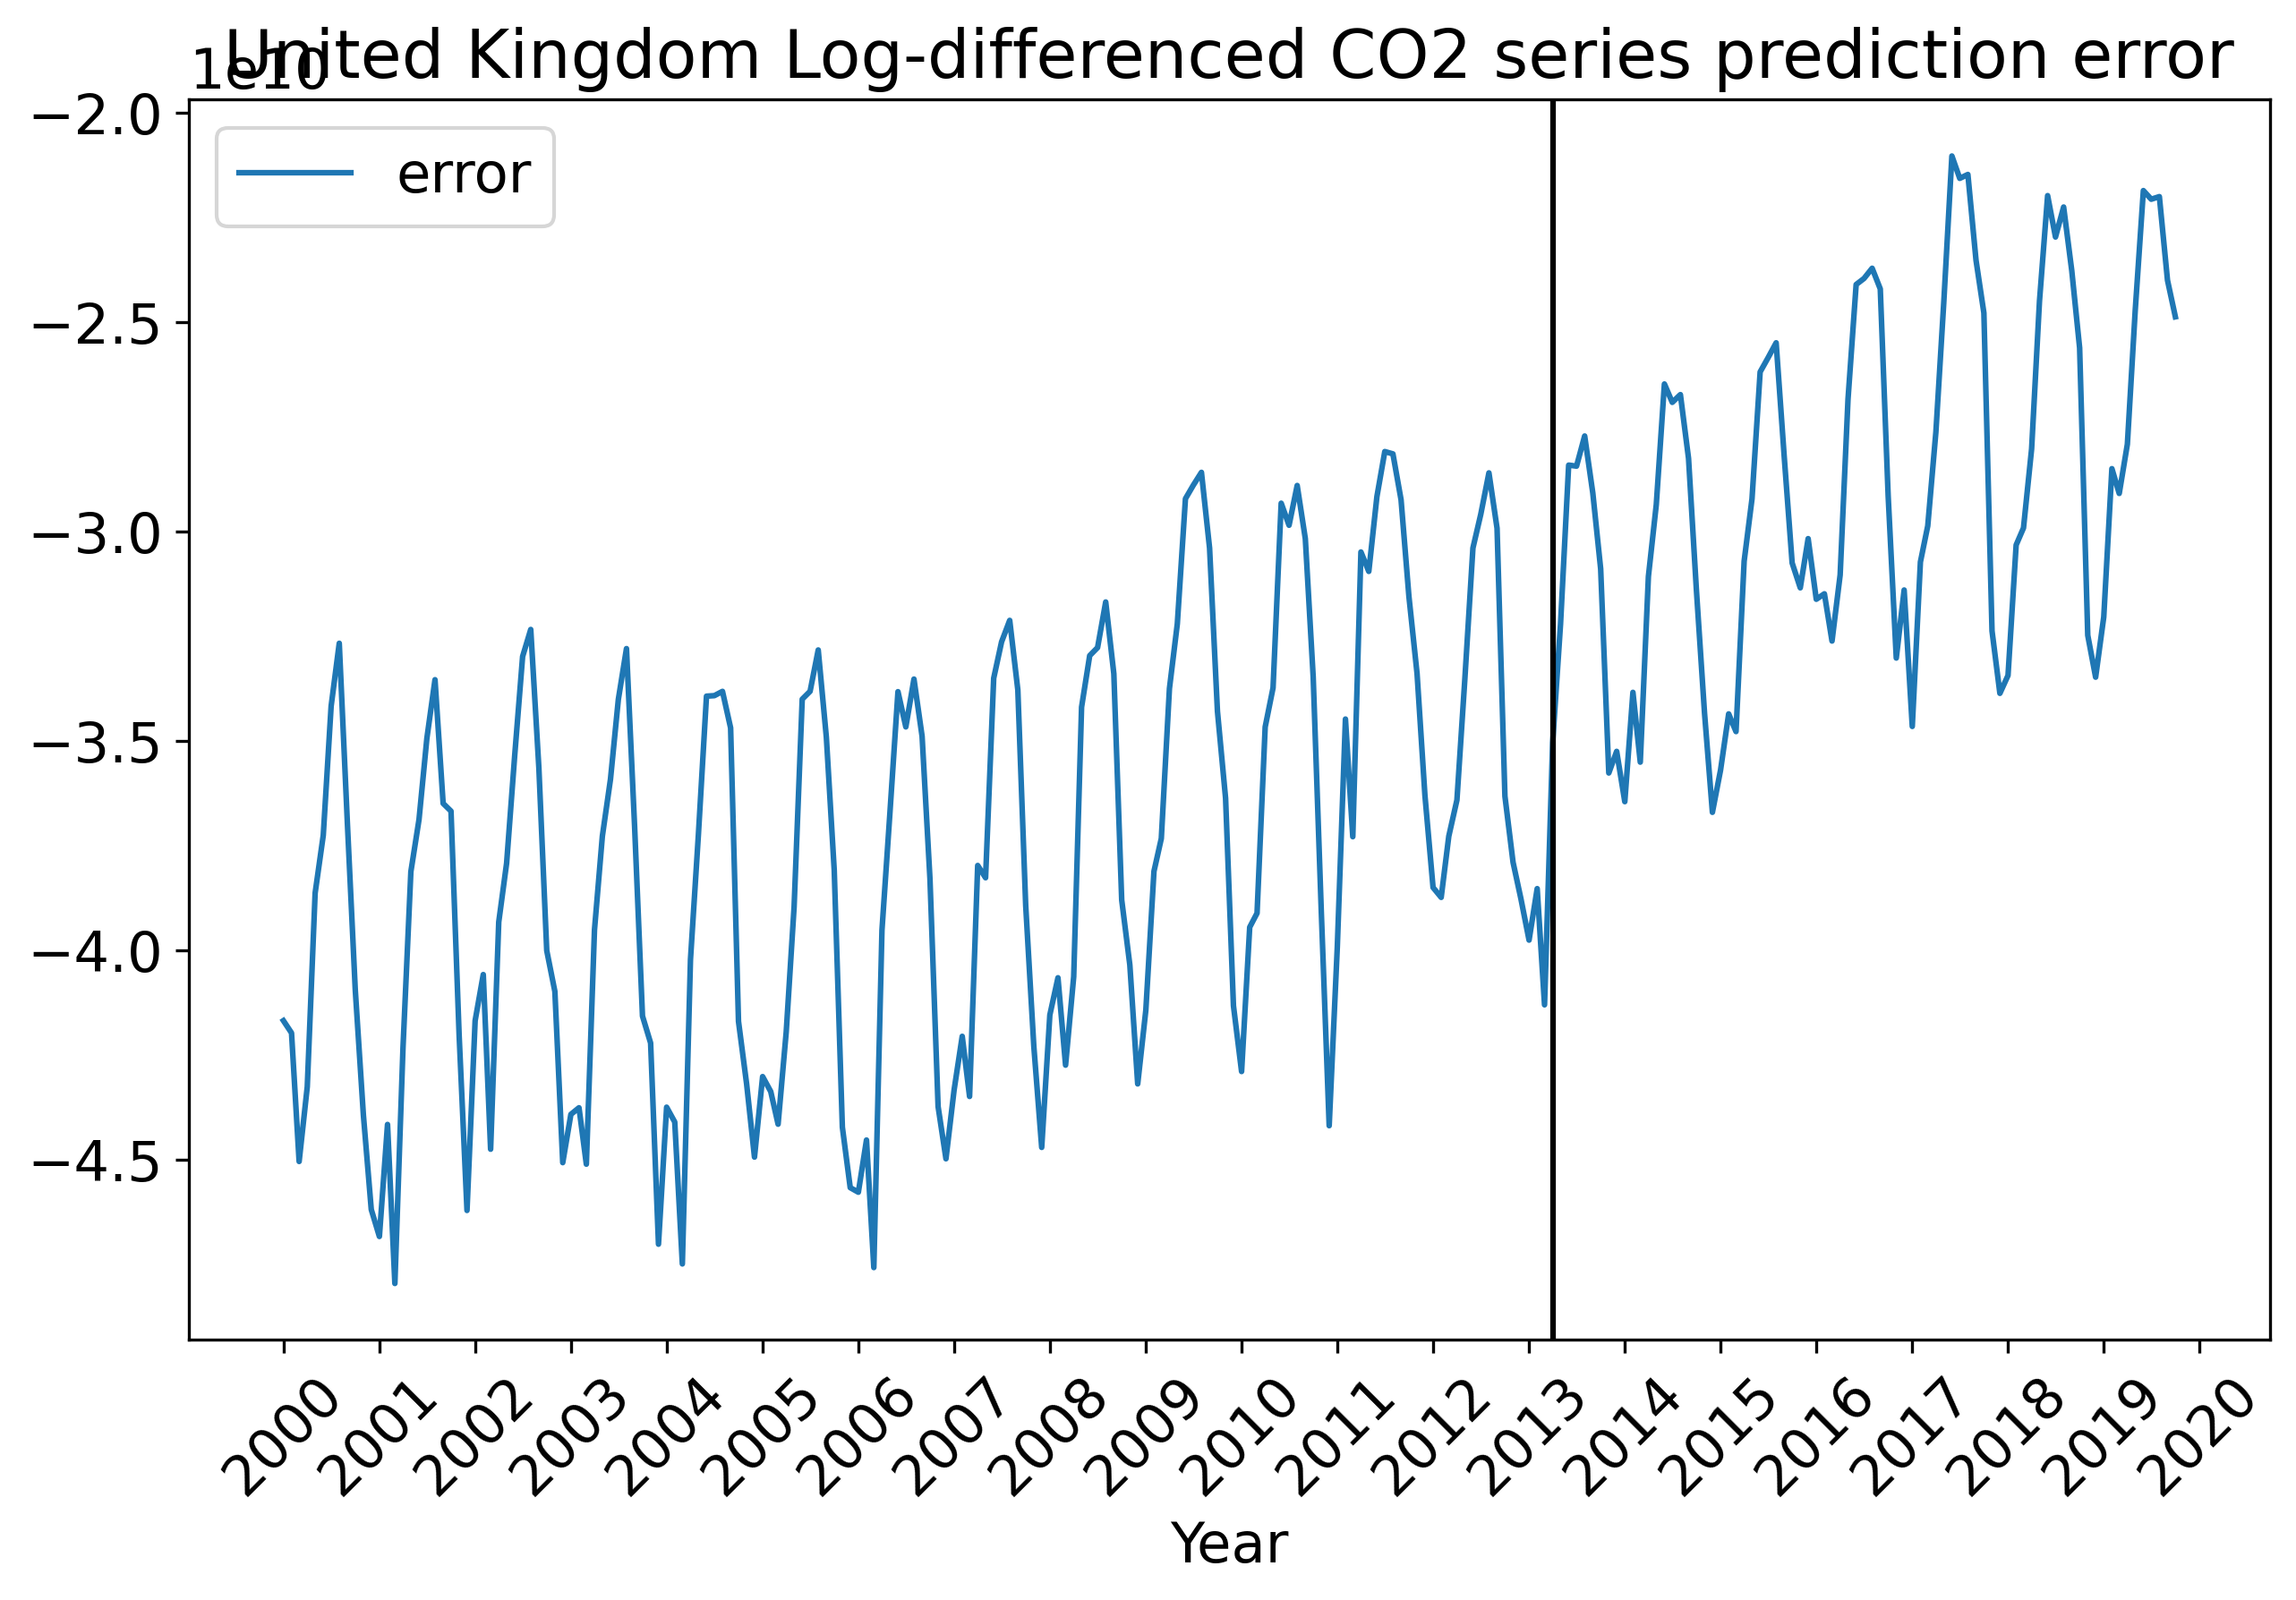 United Kingdom Log-differenced CO2 series prediction error
1e10
error
−2.0
−2.5
−3.0
−3.5
−4.0
−4.5
2000 2001 2002 2003 2004 2005 2006 2007 2008 2009 2010 2011 2012 2013 2014 2015 2016 2017 2018 2019 2020
Year